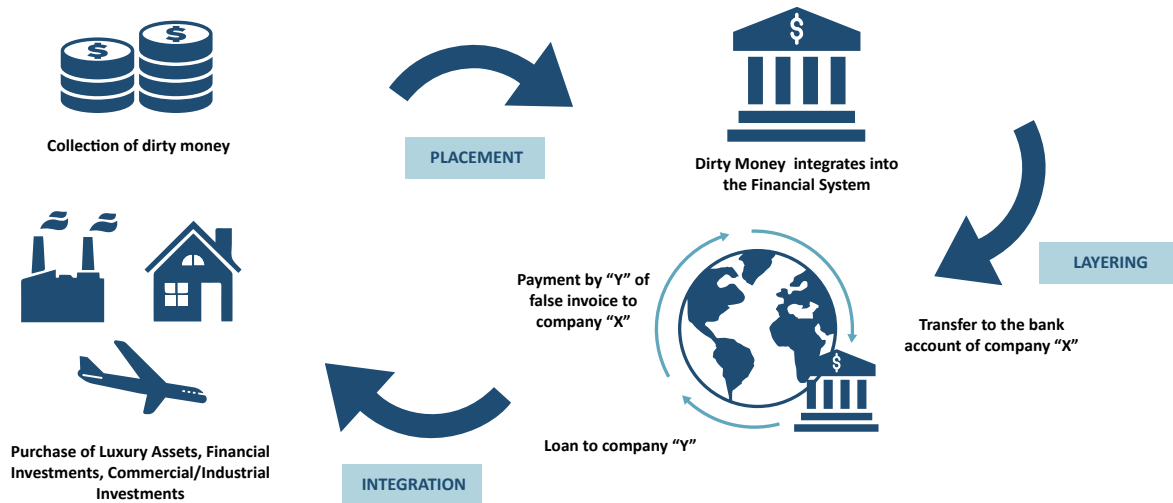 $ $
Collection of dirty money
PLACEMENT
$
Dirty Money integrates into
the Financial System
LAYERING
Transfer to the bank
account of company “X”
$
Loan to company “Y”
Payment by “Y” of
false invoice to
company “X”
INTEGRATION
Purchase of Luxury Assets, Financial
Investments, Commercial/Industrial
Investments